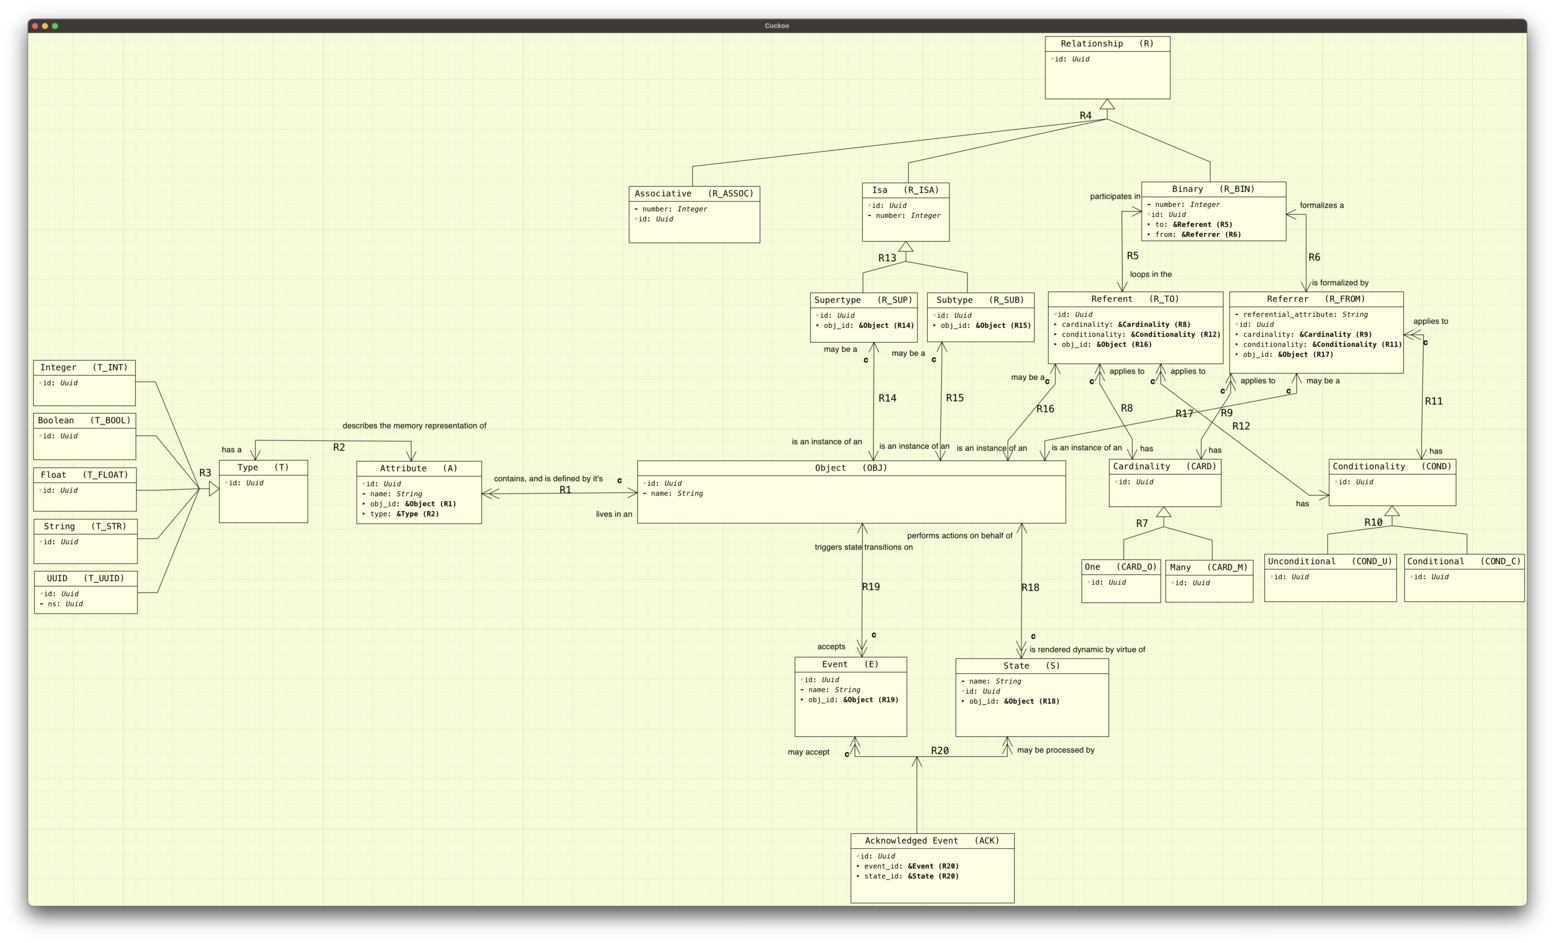 Cuckoo
Relationship (R)
◦id: Uuid
R4
Associative (R_ASSOC)
- number: Integer
◦id: Uuid
Isa (R_ISA)
◦id: Uuid
- number: Integer
Binary (R_BIN)
- number: Integer
◦id: Uuid
‣ to: &Referent (R5)
‣ from: &Referrer (R6)
participates in
formalizes a
R13
R5
R6
loops in the
is formalized by
Supertype (R_SUP)
◦id: Uuid
‣ obj_id: &Object (R14)
Subtype (R_SUB)
◦id: Uuid
‣ obj_id: &Object (R15)
Referent (R_TO)
◦id: Uuid
‣ cardinality: &Cardinality (R8)
‣ conditionality: &Conditionality (R12)
‣ obj_id: &Object (R16)
Referrer (R_FROM)
- referential_attribute: String
◦id: Uuid
‣ cardinality: &Cardinality (R9)
‣ conditionality: &Conditionality (R11)
‣ obj_id: &Object (R17)
applies to
c
may be a
c
may be a
c
may be a
c
applies to
c
applies to
c
applies to
c
may be a
c
R14
R15
R16
R8
R17
R9
R12
R11
is an instance of an
is an instance of an
is an instance of an
is an instance of an
has
has
has
has
Integer (T_INT)
◦id: Uuid
Boolean (T_BOOL)
◦id: Uuid
Float (T_FLOAT)
◦id: Uuid
String (T_STR)
◦id: Uuid
UUID (T_UUID)
◦id: Uuid
- ns: Uuid
R3
has a
describes the memory representation of
R2
Type (T)
◦id: Uuid
Attribute (A)
◦id: Uuid
- name: String
‣ obj_id: &Object (R1)
‣ type: &Type (R2)
contains, and is defined by it's
c
R1
lives in an
Object (OBJ)
◦id: Uuid
- name: String
Cardinality (CARD)
◦id: Uuid
Conditionality (COND)
◦id: Uuid
R7
R10
One (CARD_O)
◦id: Uuid
Many (CARD_M)
◦id: Uuid
Unconditional (COND_U)
◦id: Uuid
Conditional (COND_C)
◦id: Uuid
triggers state transitions on
performs actions on behalf of
R19
R18
c
c
accepts
is rendered dynamic by virtue of
Event (E)
◦id: Uuid
- name: String
‣ obj_id: &Object (R19)
State (S)
- name: String
◦id: Uuid
‣ obj_id: &Object (R18)
may accept
c
R20
may be processed by
Acknowledged Event (ACK)
◦id: Uuid
‣ event_id: &Event (R20)
‣ state_id: &State (R20)